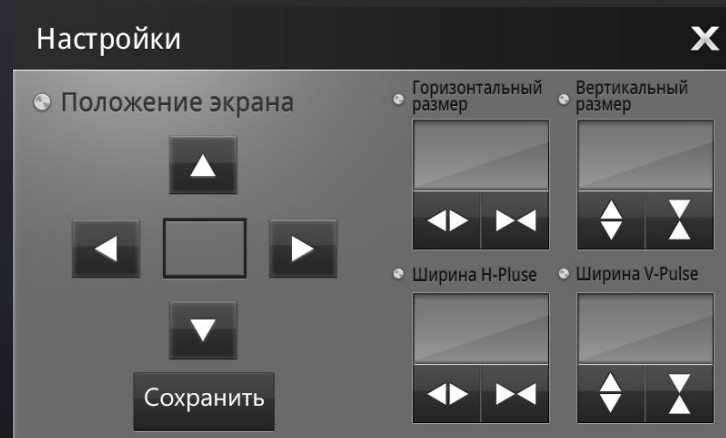 Настройки
X
Положение экрана
Сохранить
Горизонтальный
размер
Вертикальный
размер
Ширина H-Pluse
Ширина V-Pulse